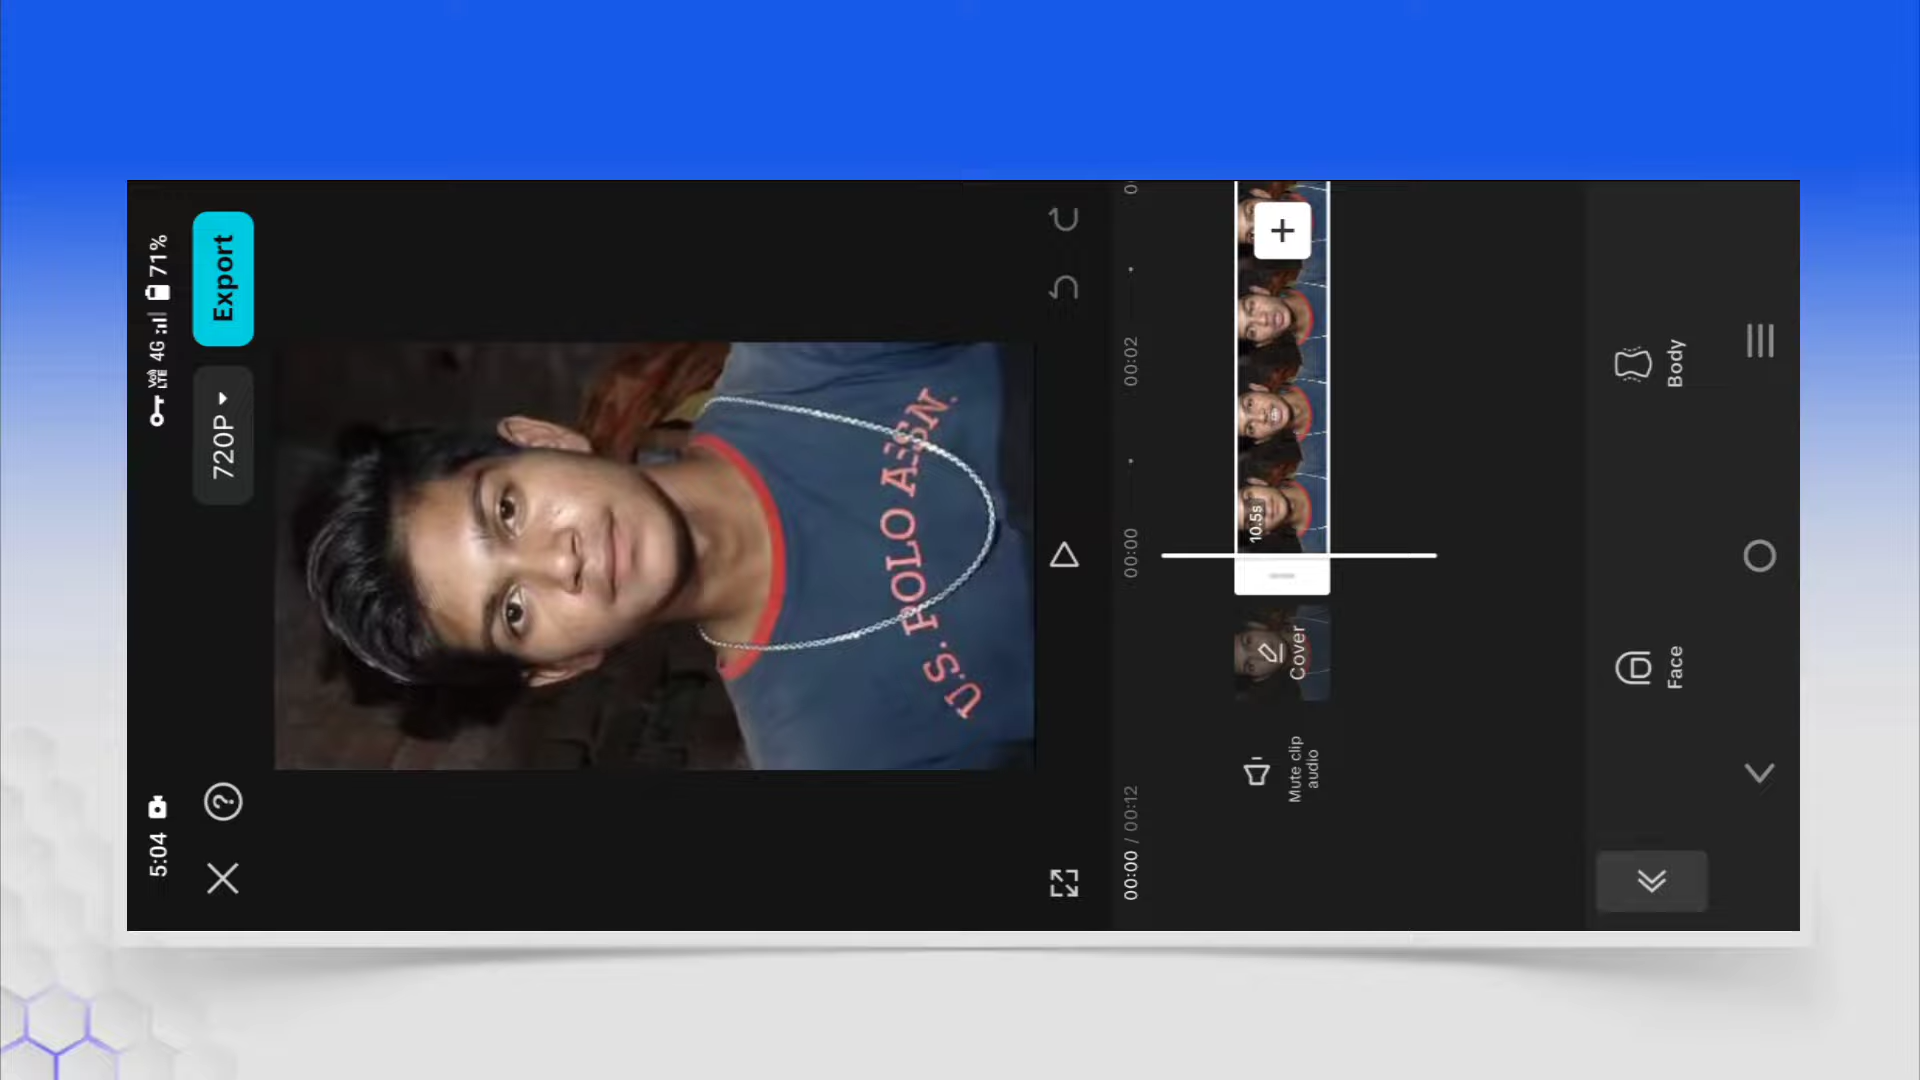 5:04
VoLTE 4G 71%
720P
Export
U.S. POLO ASSN.
00:00 / 00:12
00:00
00:02
10.5s
Mute clip
audio
Cover
Face
Body